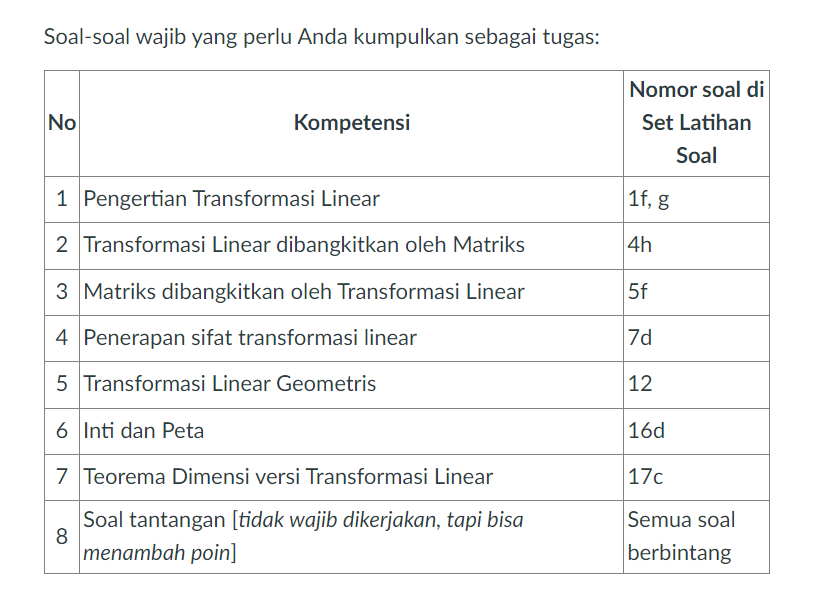 Soal-soal wajib yang perlu Anda kumpulkan sebagai tugas:
No Kompetensi Nomor soal di
Set Latihan
Soal
1 Pengertian Transformasi Linear 1f, g
2 Transformasi Linear dibangkitkan oleh Matriks 4h
3 Matriks dibangkitkan oleh Transformasi Linear 5f
4 Penerapan sifat transformasi linear 7d
5 Transformasi Linear Geometris 12
6 Inti dan Peta 16d
7 Teorema Dimensi versi Transformasi Linear 17c
8 Soal tantangan [tidak wajib dikerjakan, tapi bisa
menambah poin] Semua soal
berbintang